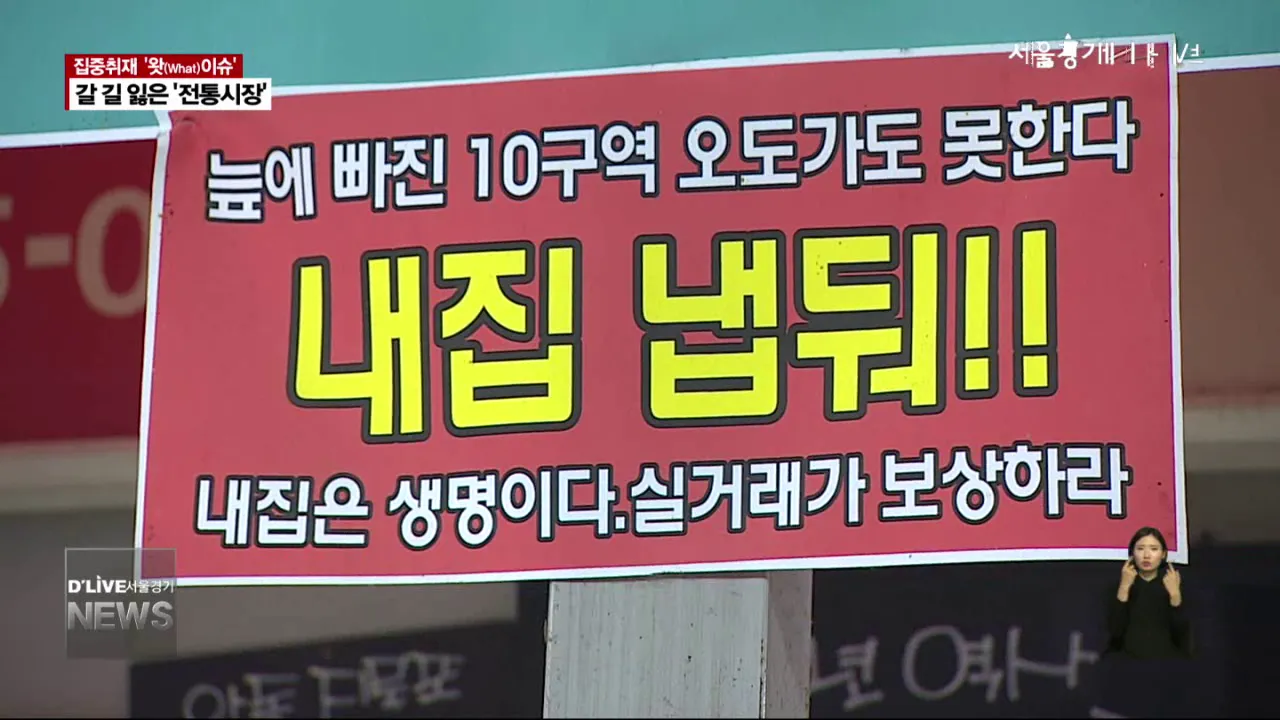 집중취재 '왓(What)이슈'
갈 길 잃은 '전통시장'
늪에 빠진 10구역 오도가도 못한다
내집 냅둬!!
내집은 생명이다.실거래가 보상하라
D'LIVE서울경기
NEWS
년 역사